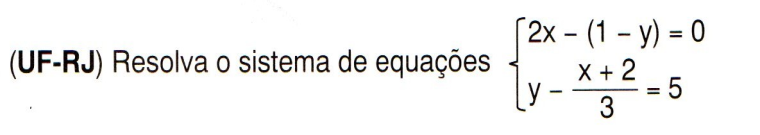 (UF-RJ) Resolva o sistema de equações { 2x – (1 – y) = 0
y – (x + 2)/3 = 5